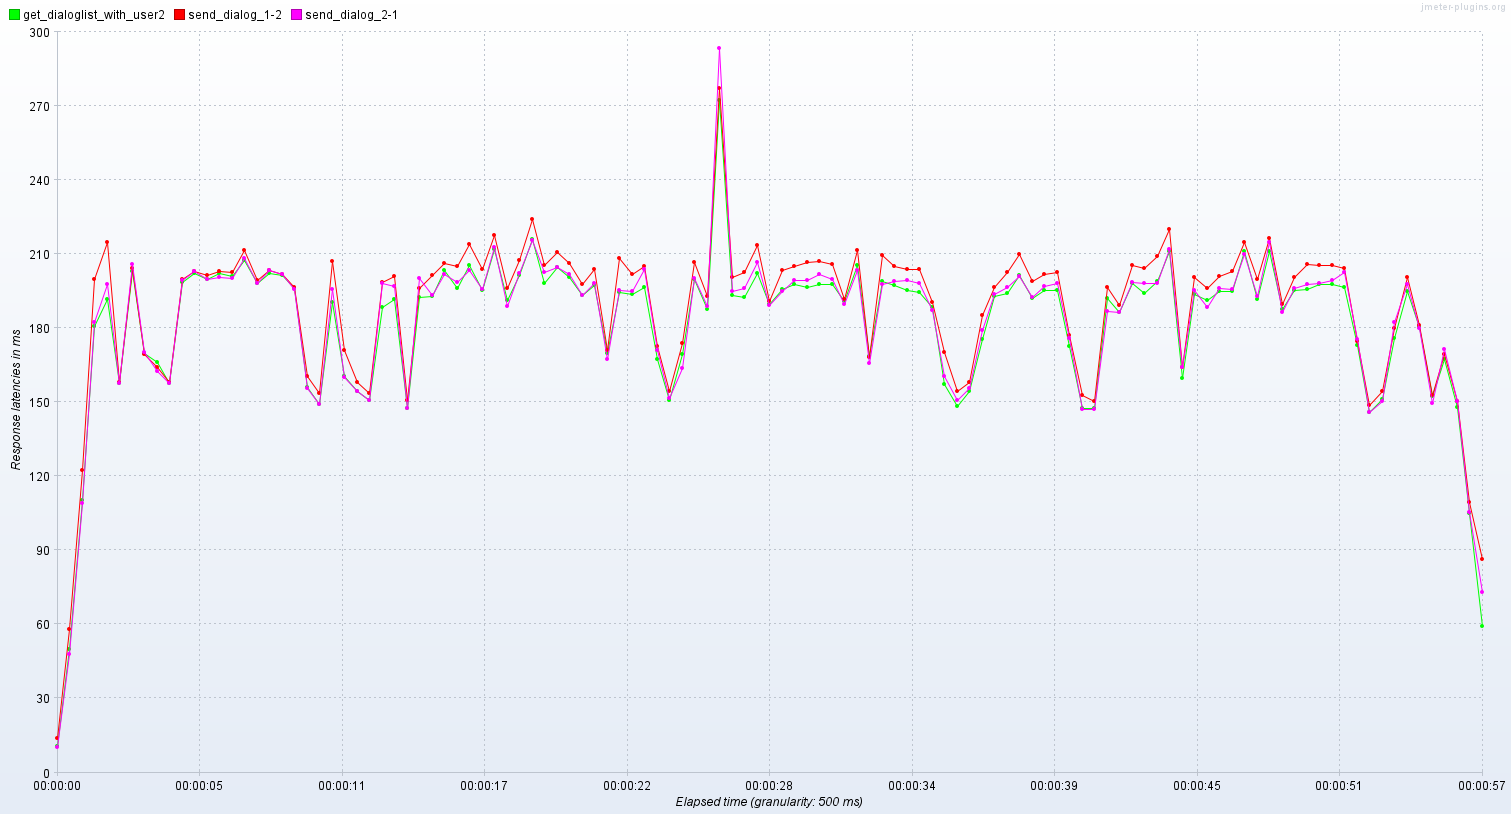 jmeter-plugins.org
get_dialoglist_with_user2 send_dialog_1-2 send_dialog_2-1
300
270
240
210
180
150
120
90
60
30
0
Response latencies in ms
00:00:00 00:00:05 00:00:11 00:00:17 00:00:22 00:00:28 00:00:34 00:00:39 00:00:45 00:00:51 00:00:57
Elapsed time (granularity: 500 ms)